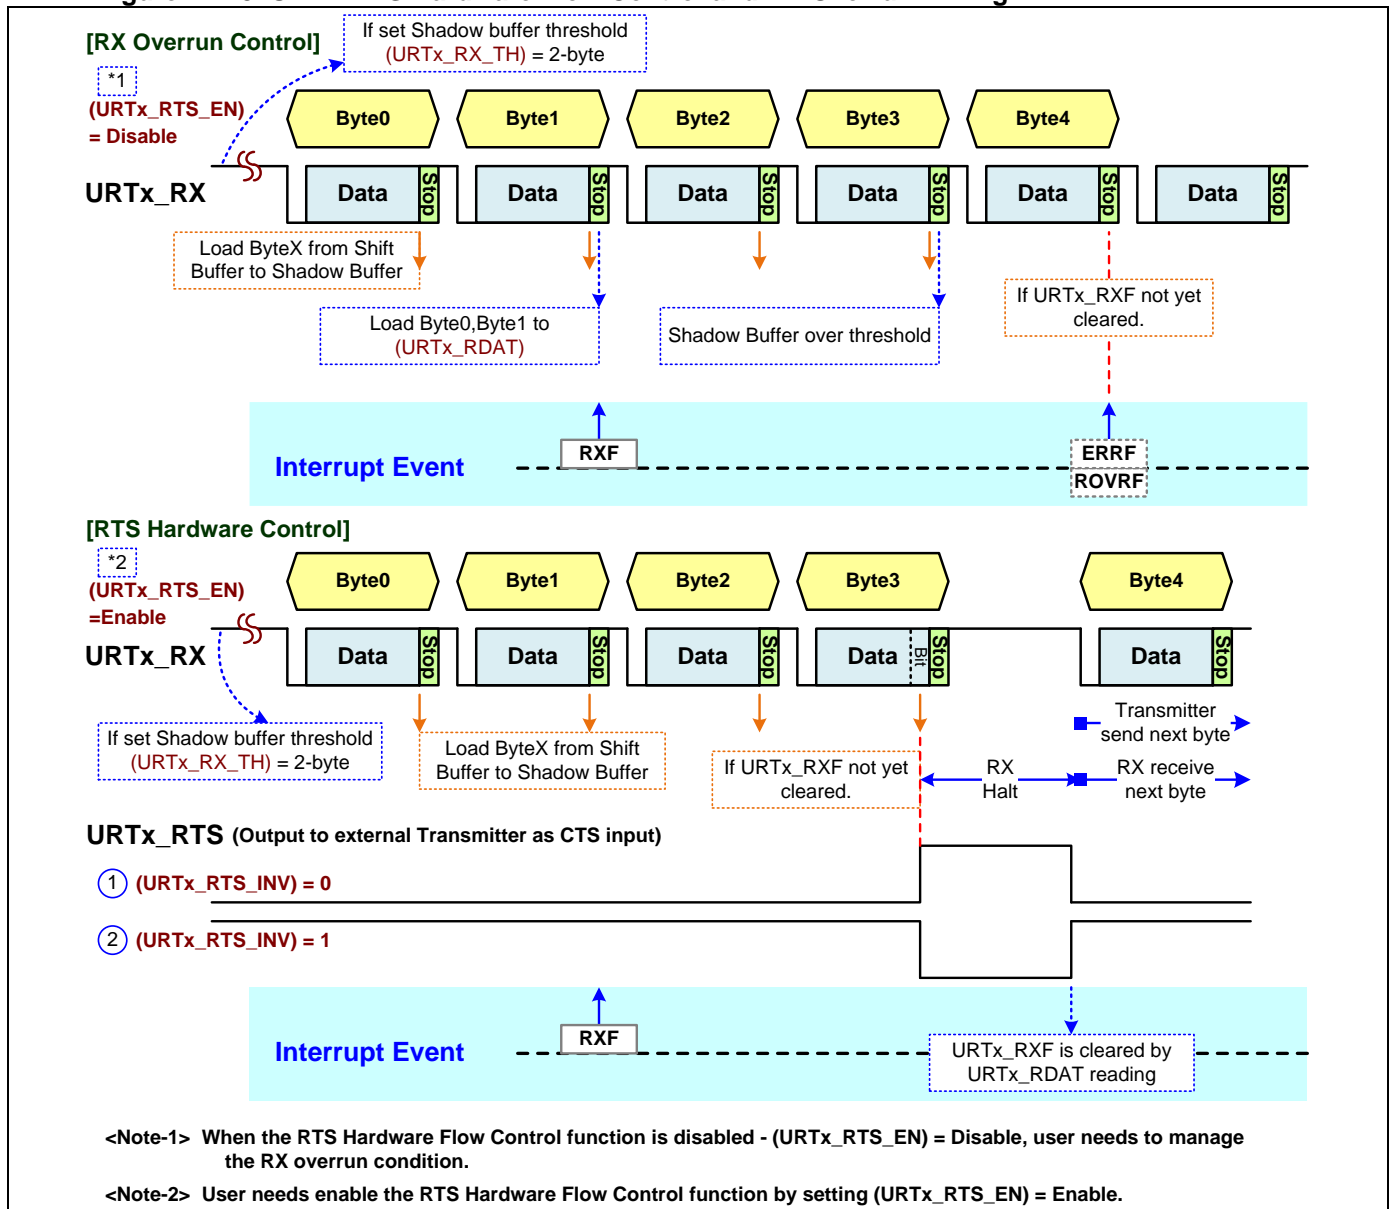 [RX Overrun Control]
If set Shadow buffer threshold
(URTx_RX_TH) = 2-byte
*1
(URTx_RTS_EN)
= Disable
Byte0
Byte1
Byte2
Byte3
Byte4
URTx_RX
Data
Stop
Data
Stop
Data
Stop
Data
Stop
Data
Stop
Data
Stop
Load ByteX from Shift
Buffer to Shadow Buffer
Load Byte0,Byte1 to
(URTx_RDAT)
Shadow Buffer over threshold
If URTx_RXF not yet
cleared.
Interrupt Event
RXF
ERRF
ROVRF
[RTS Hardware Control]
*2
(URTx_RTS_EN)
=Enable
Byte0
Byte1
Byte2
Byte3
Byte4
URTx_RX
Data
Stop
Data
Stop
Data
Stop
Data
Bit
Stop
Data
Stop
If set Shadow buffer threshold
(URTx_RX_TH) = 2-byte
Load ByteX from Shift
Buffer to Shadow Buffer
If URTx_RXF not yet
cleared.
RX
Halt
Transmitter
send next byte
RX receive
next byte
URTx_RTS (Output to external Transmitter as CTS input)
1 (URTx_RTS_INV) = 0
2 (URTx_RTS_INV) = 1
Interrupt Event
RXF
URTx_RXF is cleared by
URTx_RDAT reading
<Note-1> When the RTS Hardware Flow Control function is disabled - (URTx_RTS_EN) = Disable, user needs to manage
the RX overrun condition.
<Note-2> User needs enable the RTS Hardware Flow Control function by setting (URTx_RTS_EN) = Enable.